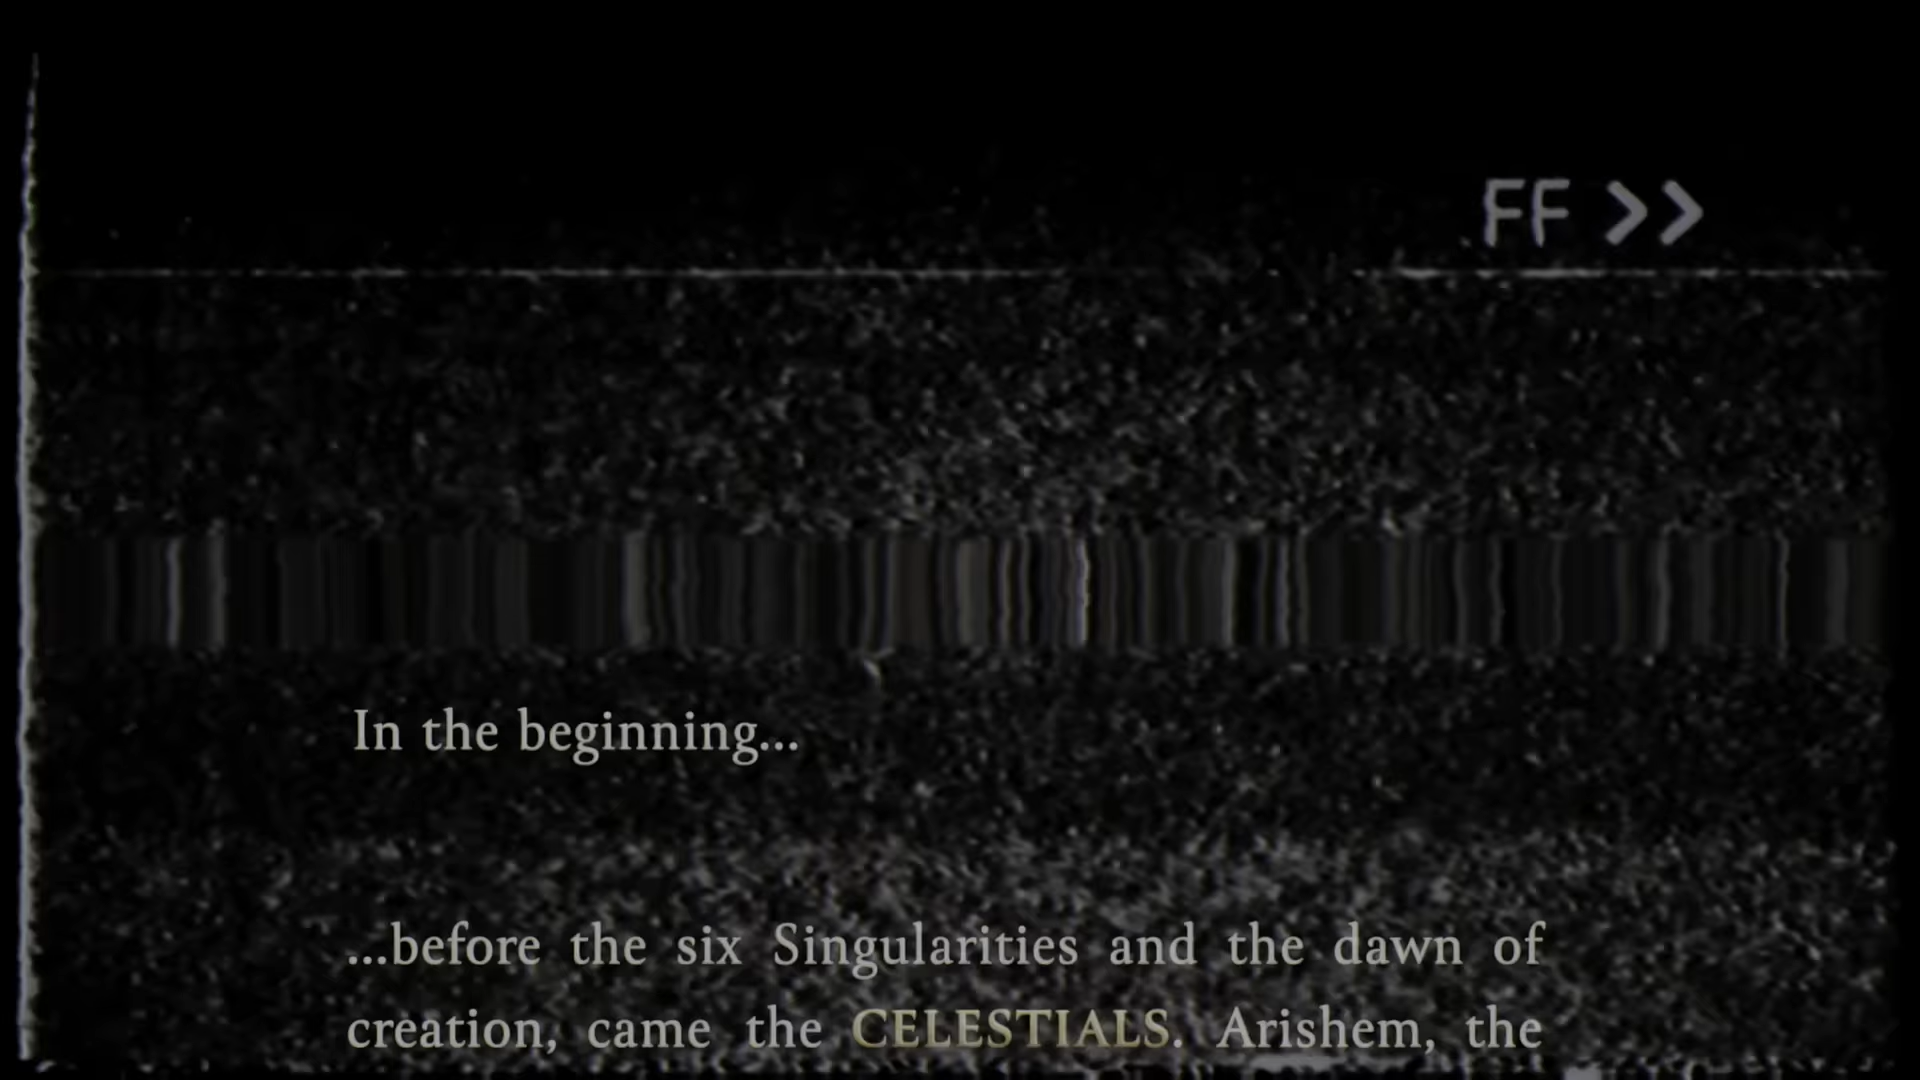 FF >>
In the beginning...
...before the six Singularities and the dawn of
creation, came the CELESTIALS. Arishem, the